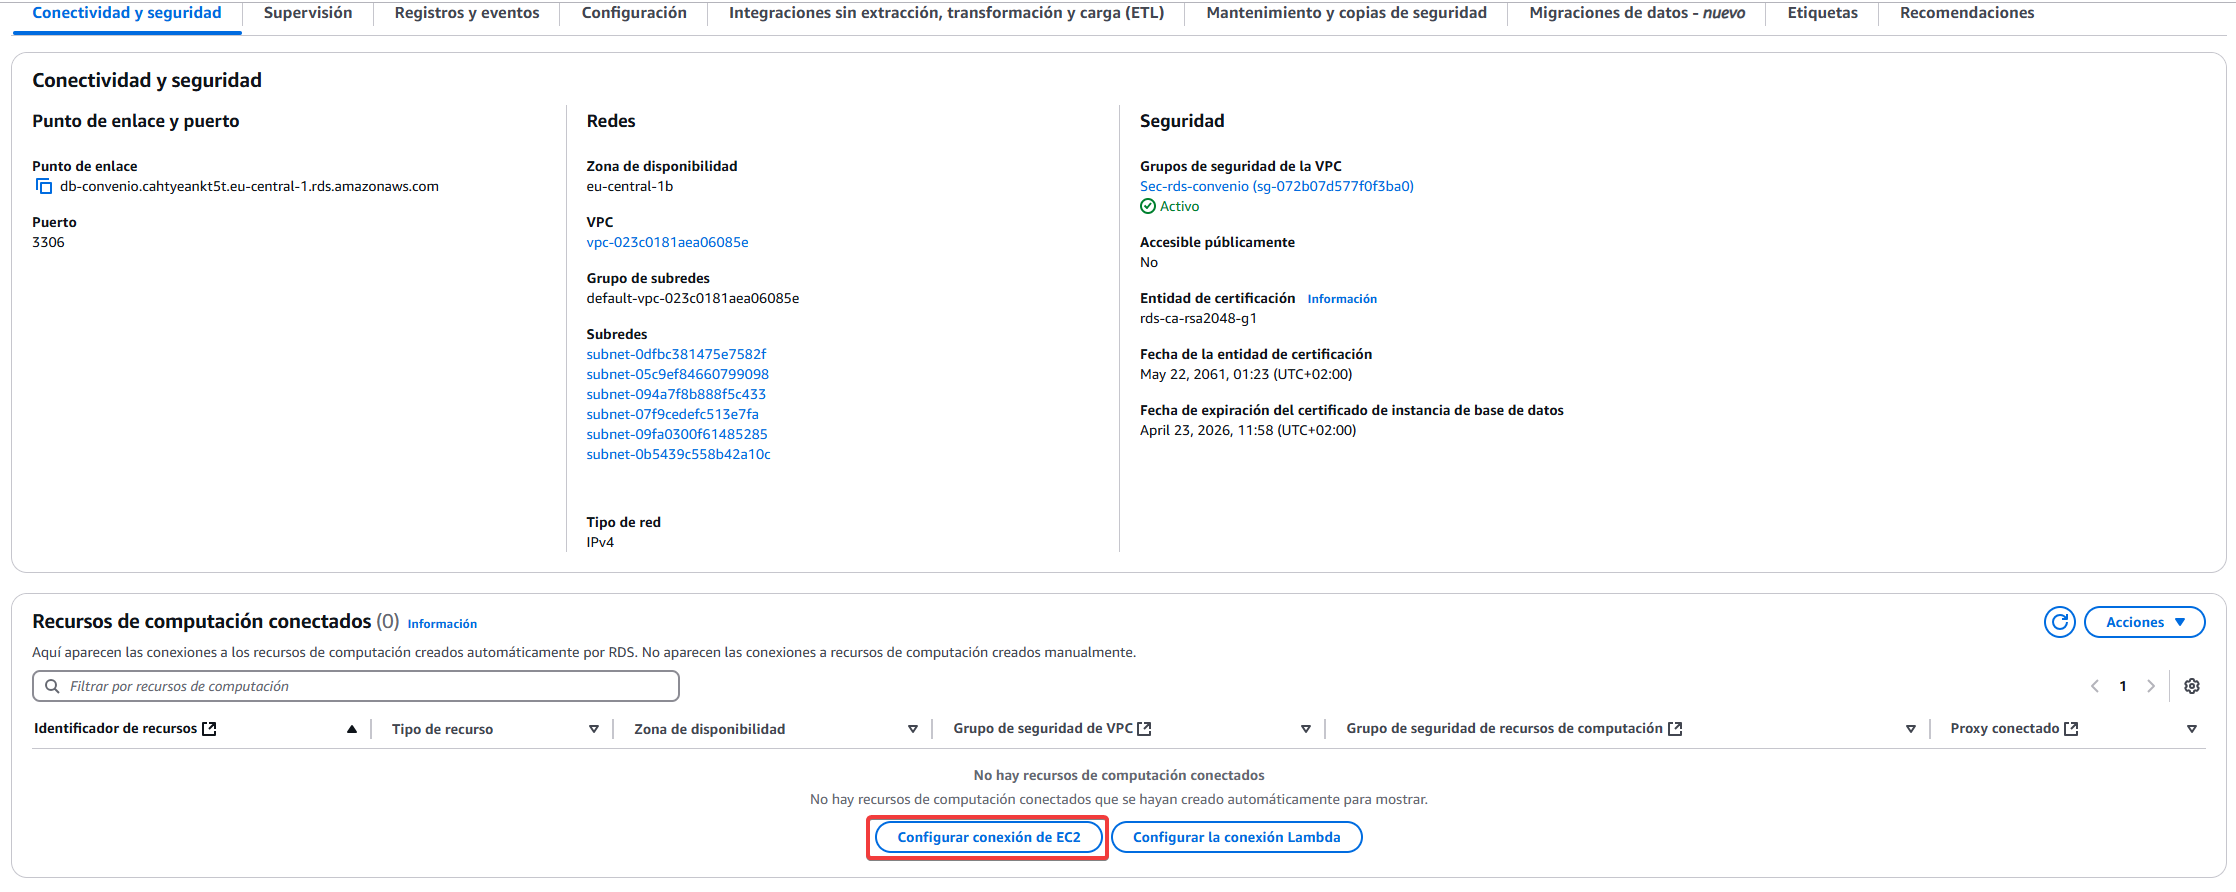 Conectividad y seguridad
Supervisión
Registros y eventos
Configuración
Integraciones sin extracción, transformación y carga (ETL)
Mantenimiento y copias de seguridad
Migraciones de datos - nuevo
Etiquetas
Recomendaciones
Conectividad y seguridad
Punto de enlace y puerto
Punto de enlace
db-convenio.cahtyeankt5t.eu-central-1.rds.amazonaws.com
Puerto
3306
Redes
Zona de disponibilidad
eu-central-1b
VPC
vpc-023c0181aea06085e
Grupo de subredes
default-vpc-023c0181aea06085e
Subredes
subnet-0dfbc381475e7582f
subnet-05c9ef84660799098
subnet-094a7f8b888f5c433
subnet-07f9cedefc513e7fa
subnet-09fa0300f61485285
subnet-0b5439c558b42a10c
Tipo de red
IPv4
Seguridad
Grupos de seguridad de la VPC
Sec-rds-convenio (sg-072b07d577f0f3ba0)
Activo
Accesible públicamente
No
Entidad de certificación Información
rds-ca-rsa2048-g1
Fecha de la entidad de certificación
May 22, 2061, 01:23 (UTC+02:00)
Fecha de expiración del certificado de instancia de base de datos
April 23, 2026, 11:58 (UTC+02:00)
Recursos de computación conectados (0) Información
Acciones
Aquí aparecen las conexiones a los recursos de computación creados automáticamente por RDS. No aparecen las conexiones a recursos de computación creados manualmente.
Filtrar por recursos de computación
1
Identificador de recursos
Tipo de recurso
Zona de disponibilidad
Grupo de seguridad de VPC
Grupo de seguridad de recursos de computación
Proxy conectado
No hay recursos de computación conectados
No hay recursos de computación conectados que se hayan creado automáticamente para mostrar.
Configurar conexión de EC2
Configurar la conexión Lambda